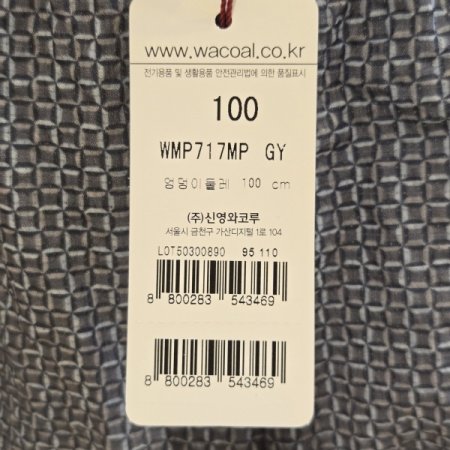 www.wacoal.co.kr
전기용품 및 생활용품 안전관리법에 의한 품질표시
100
WMP717MP GY
엉덩이둘레 100 cm
(주)신영와코루
서울시 금천구 가산디지털 1로 104
LOT50300890 95 110
8 800283 543469
8 800283 543469